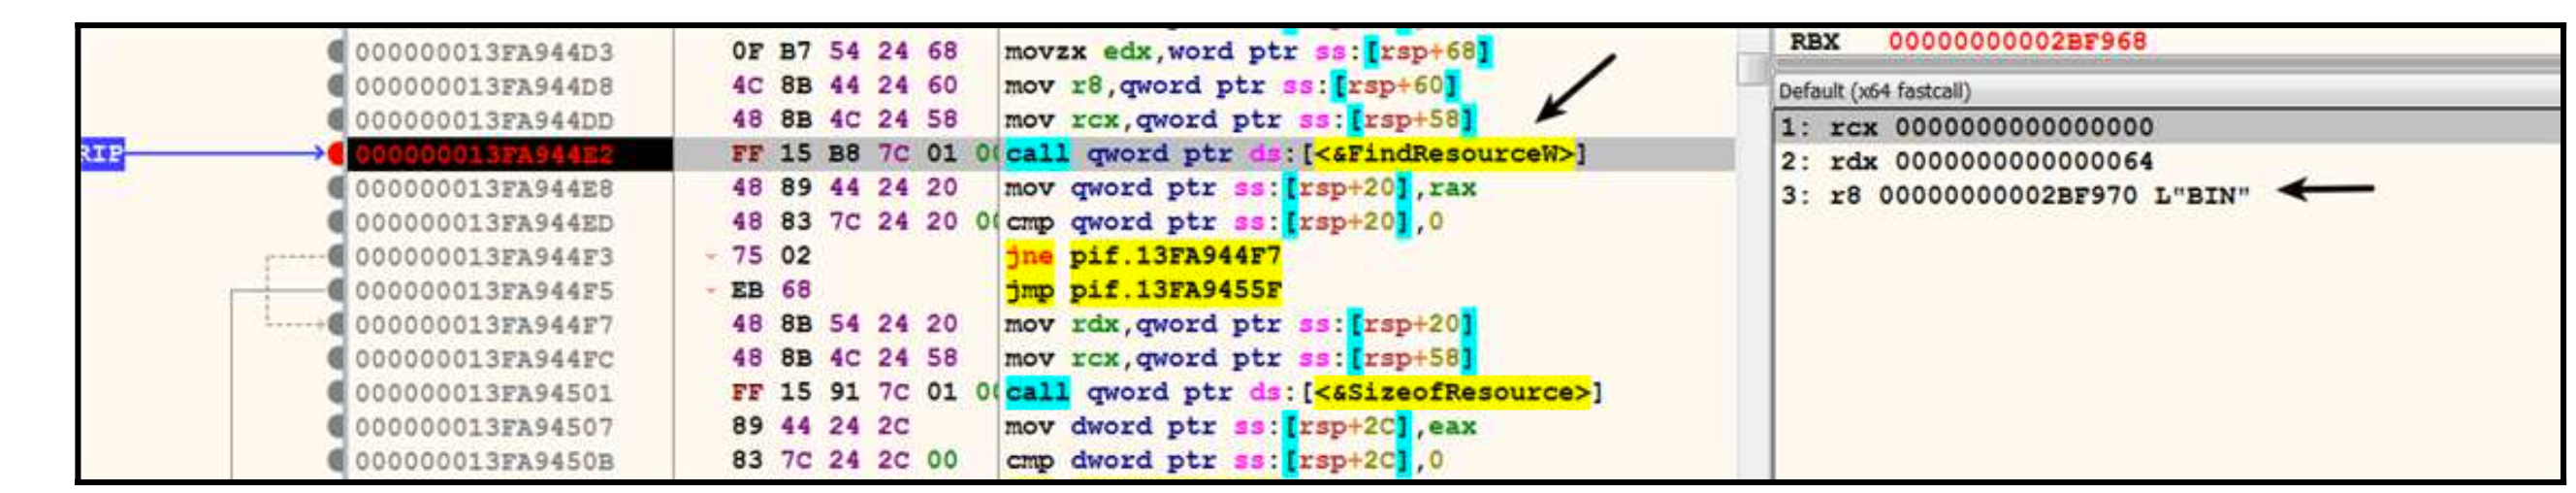 000000013FA944D3 0F B7 54 24 68 movzx edx,word ptr ss:[rsp+68]
000000013FA944D8 4C 8B 44 24 60 mov r8,qword ptr ss:[rsp+60]
000000013FA944DD 48 8B 4C 24 58 mov rcx,qword ptr ss:[rsp+58]
RIP 000000013FA944E2 FF 15 B8 7C 01 00 call qword ptr ds:[<&FindResourceW>]
000000013FA944E8 48 89 44 24 20 mov qword ptr ss:[rsp+20],rax
000000013FA944ED 48 83 7C 24 20 00 cmp qword ptr ss:[rsp+20],0
000000013FA944F3 75 02 jne pif.13FA944F7
000000013FA944F5 EB 68 jmp pif.13FA9455F
000000013FA944F7 48 8B 54 24 20 mov rdx,qword ptr ss:[rsp+20]
000000013FA944FC 48 8B 4C 24 58 mov rcx,qword ptr ss:[rsp+58]
000000013FA94501 FF 15 91 7C 01 00 call qword ptr ds:[<&SizeofResource>]
000000013FA94507 89 44 24 2C mov dword ptr ss:[rsp+2C],eax
000000013FA9450B 83 7C 24 2C 00 cmp dword ptr ss:[rsp+2C],0
RBX 00000000002BF968
Default (x64 fastcall)
1: rcx 0000000000000000
2: rdx 0000000000000064
3: r8 00000000002BF970 L"BIN"